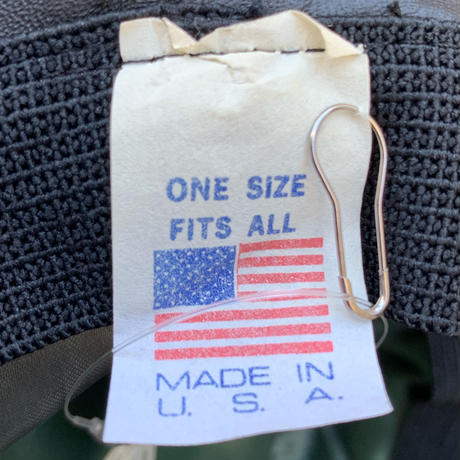 ONE SiZE
FITS ALL
MADE IN
U. S. A.